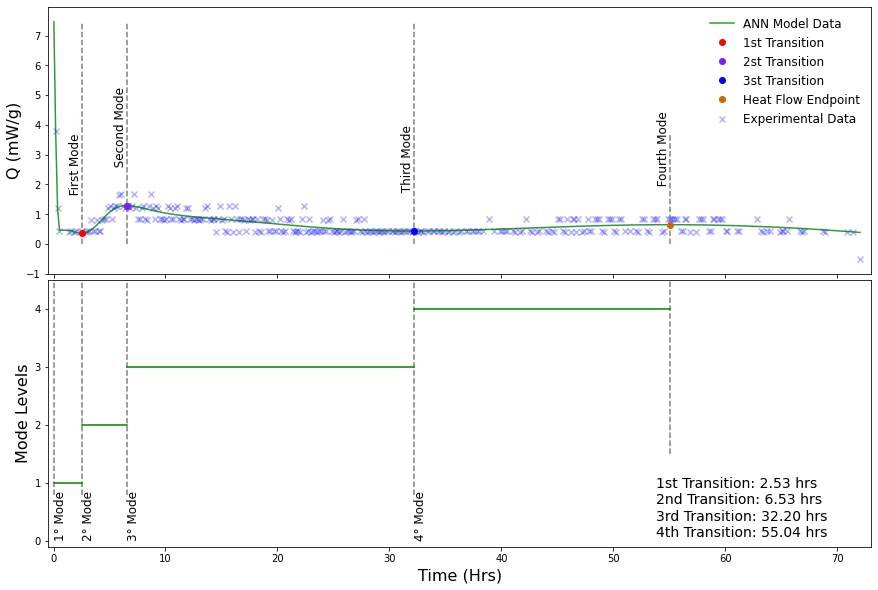 7
6
5
4
3
2
1
0
−1
Q (mW/g)
First Mode
Second Mode
Third Mode
Fourth Mode
ANN Model Data
1st Transition
2st Transition
3st Transition
Heat Flow Endpoint
Experimental Data
4
3
2
1
0
Mode Levels
1° Mode
2° Mode
3° Mode
4° Mode
1st Transition: 2.53 hrs
2nd Transition: 6.53 hrs
3rd Transition: 32.20 hrs
4th Transition: 55.04 hrs
0 10 20 30 40 50 60 70
Time (Hrs)